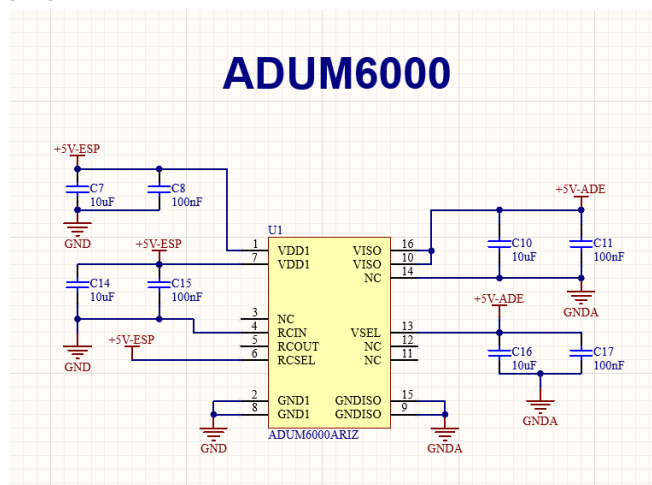 ADUM6000
+5V-ESP
C7
10uF
C8
100nF
GND
+5V-ADE
C10
10uF
C11
100nF
GNDA
U1
1 VDD1 VISO 16
7 VDD1 VISO 10
NC 14
3 NC
4 RCIN VSEL 13
5 RCOUT NC 12
6 RCSEL NC 11
2 GND1 GNDISO 15
8 GND1 GNDISO 9
ADUM6000ARIZ
+5V-ESP
C14
10uF
C15
100nF
GND
+5V-ESP
+5V-ADE
C16
10uF
C17
100nF
GNDA
GND
GNDA